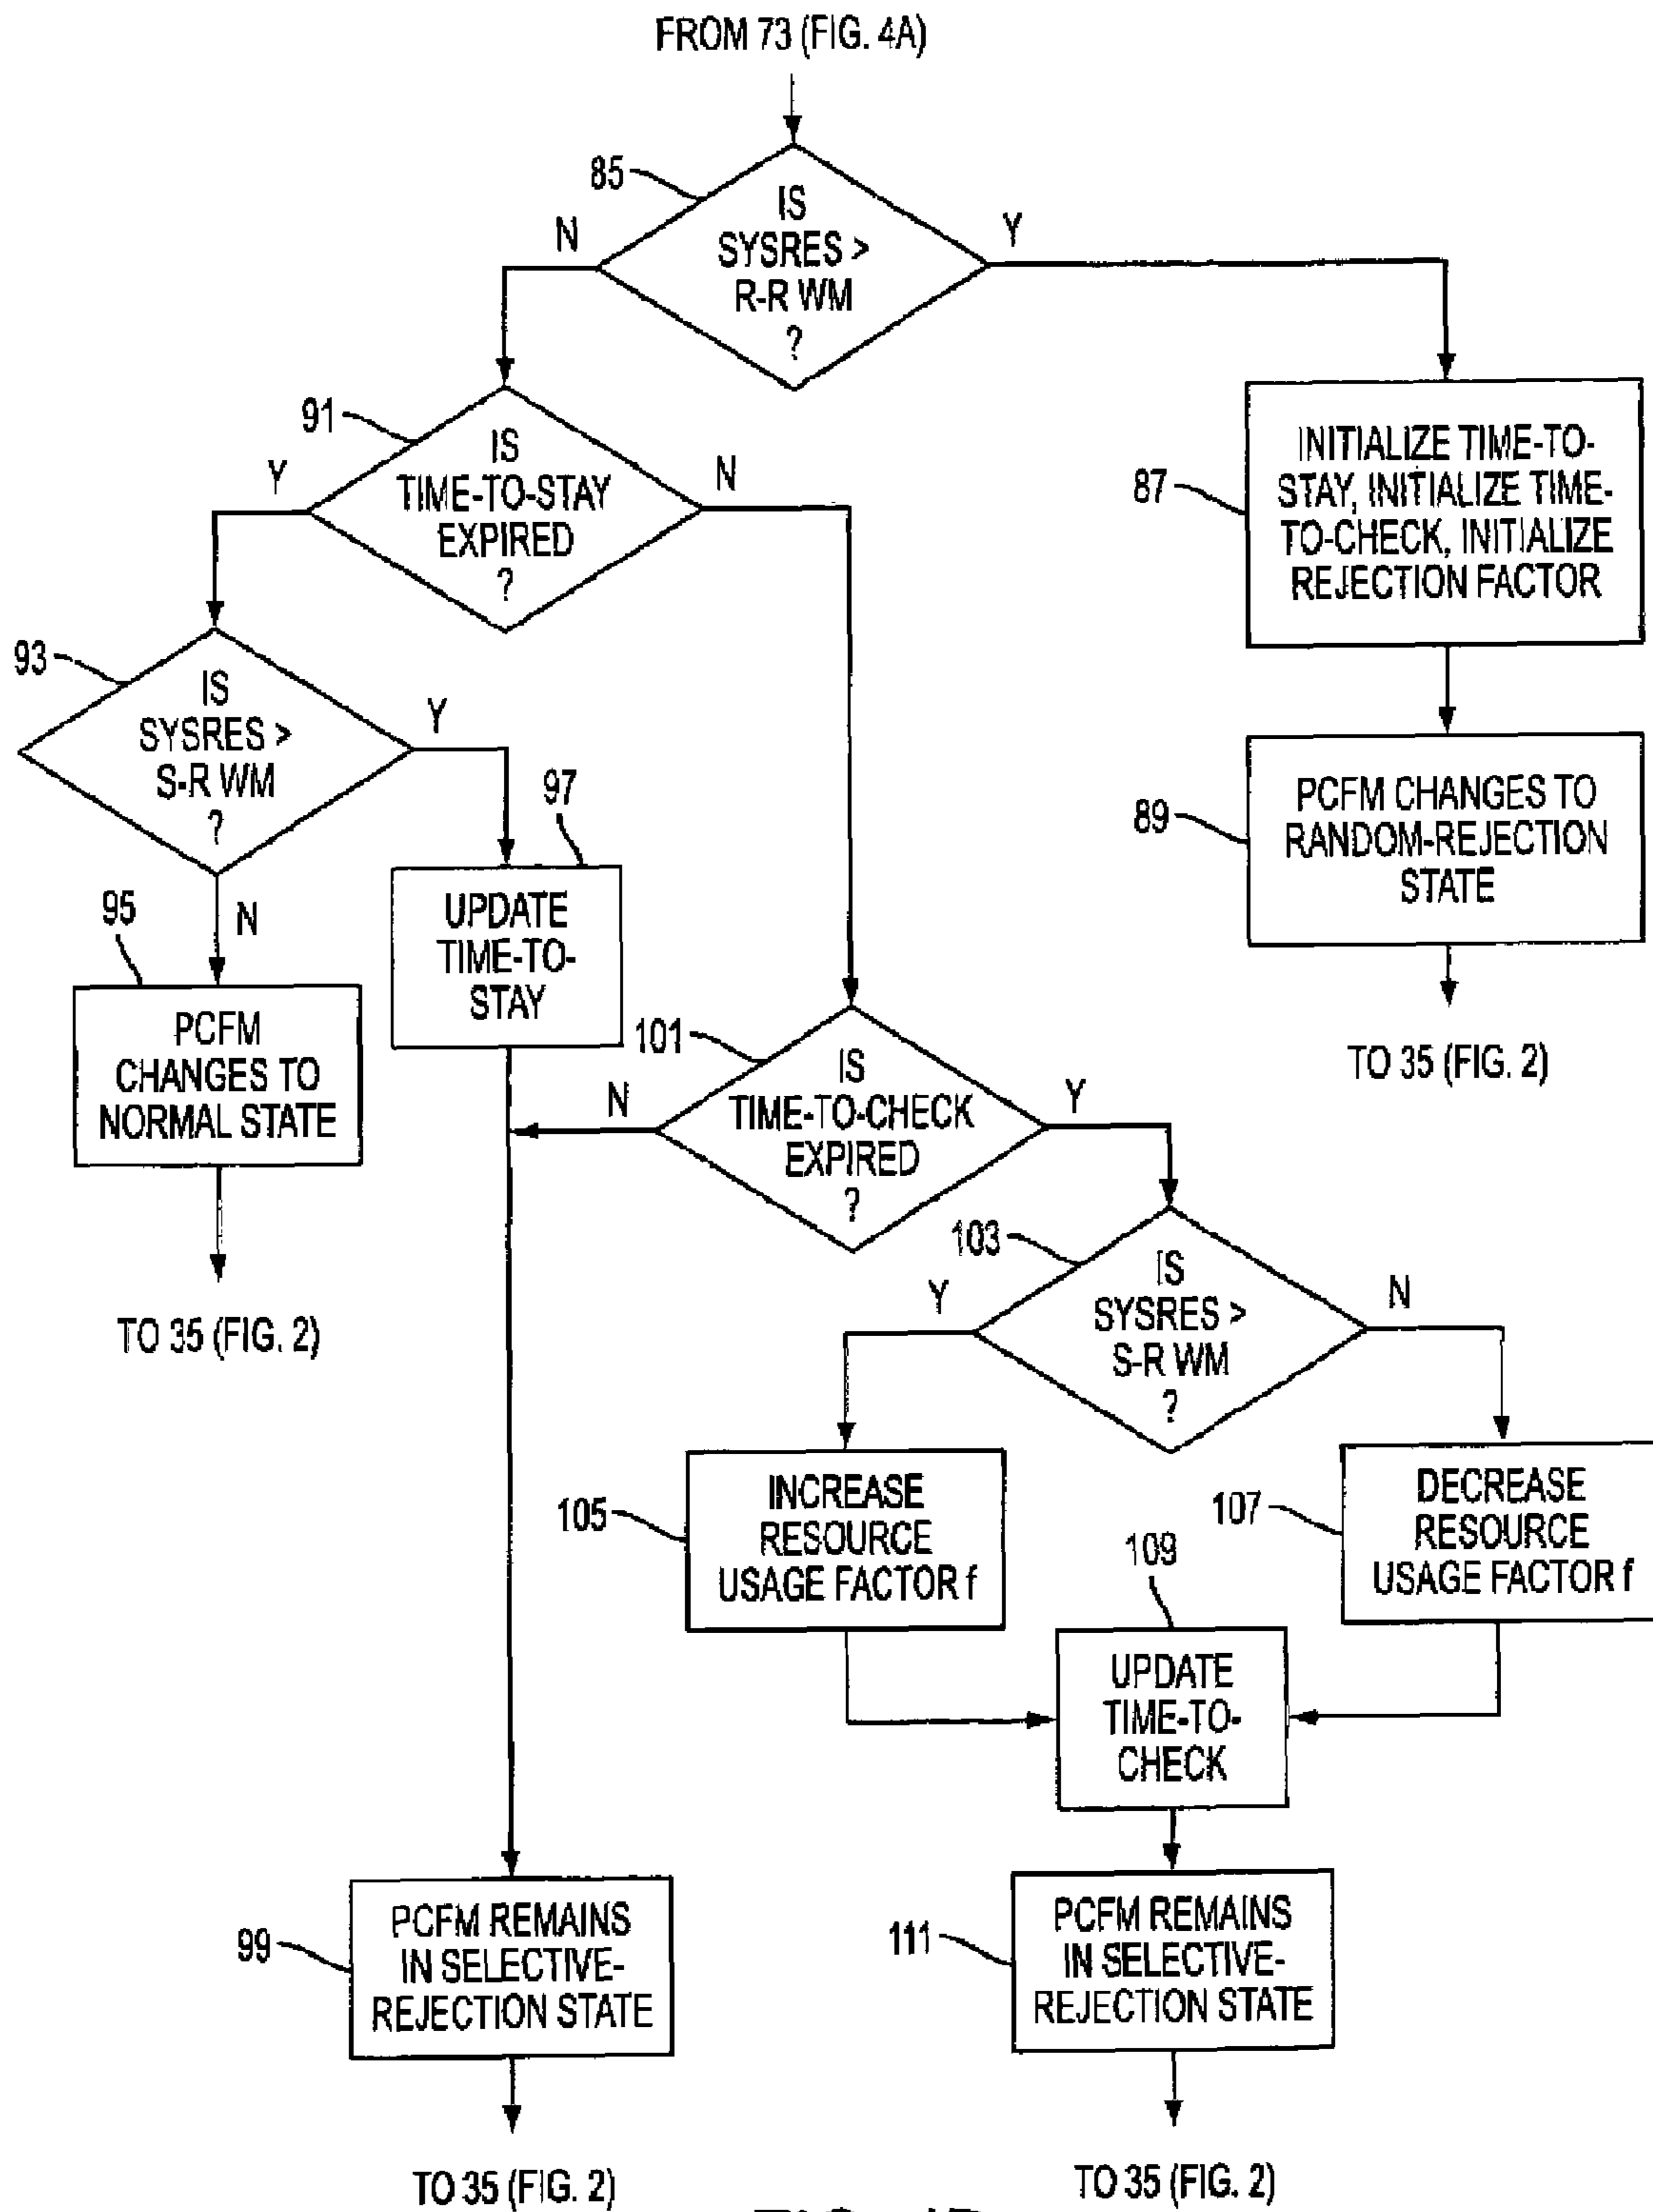 FROM 73 (FIG. 4A)
85
IS
SYSRES >
R-R WM
?
N
Y
91
IS
TIME-TO-STAY
EXPIRED
?
Y
N
87
INITIALIZE TIME-TO-
STAY, INITIALIZE TIME-
TO-CHECK, INITIALIZE
REJECTION FACTOR
93
IS
SYSRES >
S-R WM
?
Y
N
97
UPDATE
TIME-TO-
STAY
89
PCFM CHANGES TO
RANDOM-REJECTION
STATE
TO 35 (FIG. 2)
95
PCFM
CHANGES TO
NORMAL STATE
TO 35 (FIG. 2)
101
IS
TIME-TO-CHECK
EXPIRED
?
N
Y
103
IS
SYSRES >
S-R WM
?
Y
N
105
INCREASE
RESOURCE
USAGE FACTOR f
107
DECREASE
RESOURCE
USAGE FACTOR f
109
UPDATE
TIME-TO-
CHECK
99
PCFM REMAINS
IN SELECTIVE-
REJECTION STATE
111
PCFM REMAINS
IN SELECTIVE-
REJECTION STATE
TO 35 (FIG. 2)
TO 35 (FIG. 2)